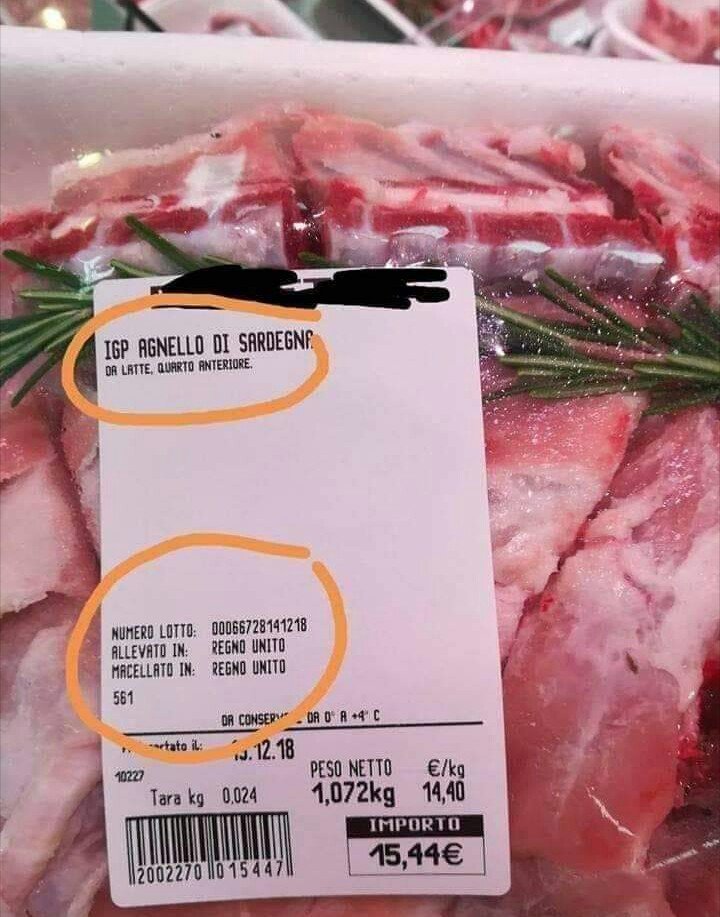 IGP AGNELLO DI SARDEGNA
DA LATTE, QUARTO ANTERIORE.
NUMERO LOTTO: 00066728141218
ALLEVATO IN: REGNO UNITO
MACELLATO IN: REGNO UNITO
561
DA DA 0° A +4° C
il: 12.18
10227
PESO NETTO €/kg
Tara kg 0.024 1,072kg 14,40
IMPORTO
15,44€
2002270 015447